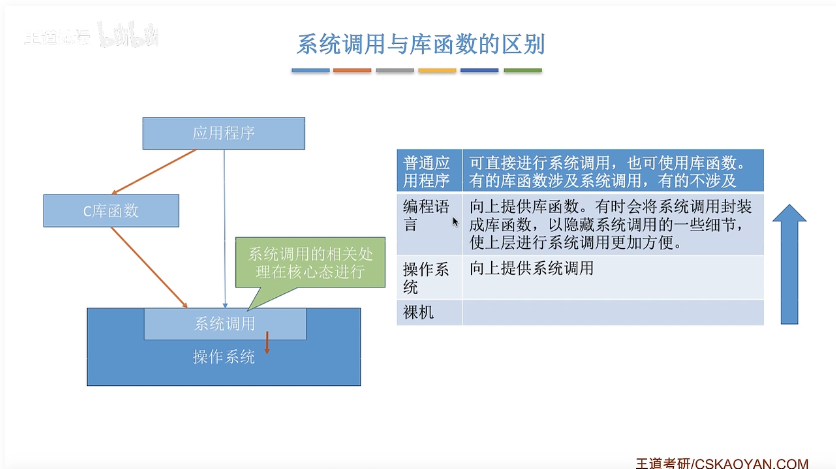 系统调用与库函数的区别
应用程序
C库函数
系统调用的相关处
理在核心态进行
系统调用
操作系统
普通应
用程序
可直接进行系统调用，也可使用库函数。
有的库函数涉及系统调用，有的不涉及
编程语
言
向上提供库函数。有时会将系统调用封装
成库函数，以隐藏系统调用的一些细节，
使上层进行系统调用更加方便。
操作系
统
向上提供系统调用
裸机
王道考研/CSKAOYAN.COM